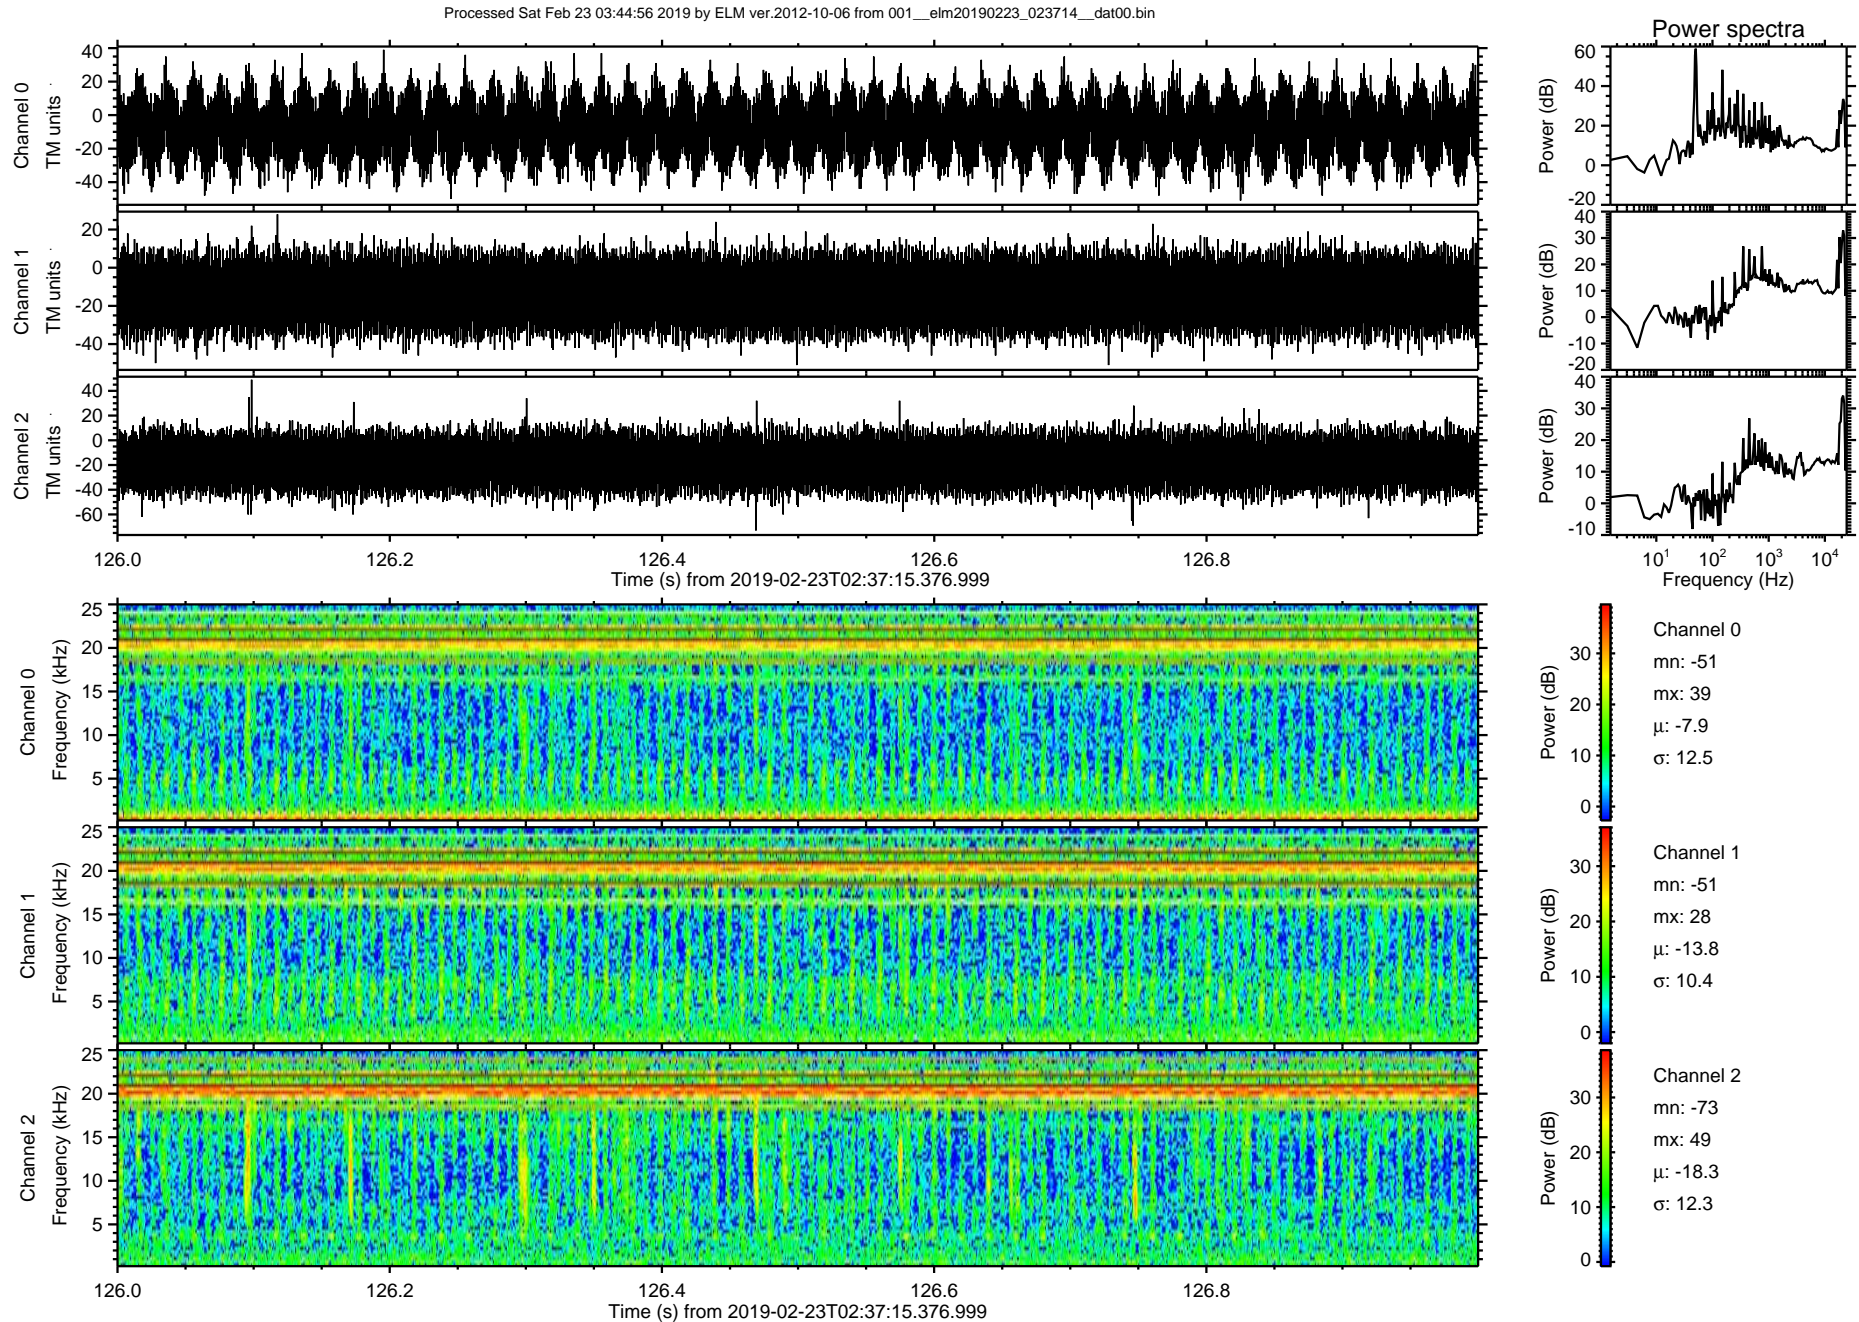 Processed Sat Feb 23 03:44:56 2019 by ELM ver.2012-10-06 from 001__elm20190223_023714__dat00.bin
Power spectra
Channel 0
TM units
40
20
0
-20
-40
Power (dB)
60
40
20
0
-20
Channel 1
TM units
20
0
-20
-40
Power (dB)
40
30
20
10
0
-10
-20
Channel 2
TM units
40
20
0
-20
-40
-60
Power (dB)
40
30
20
10
0
-10
126.0 126.2 126.4 126.6 126.8
Time (s) from 2019-02-23T02:37:15.376.999
10¹ 10² 10³ 10⁴
Frequency (Hz)
Channel 0
Frequency (kHz)
25
20
15
10
5
Power (dB)
30
20
10
0
Channel 0
mn: -51
mx: 39
μ: -7.9
σ: 12.5
Channel 1
Frequency (kHz)
25
20
15
10
5
Power (dB)
30
20
10
0
Channel 1
mn: -51
mx: 28
μ: -13.8
σ: 10.4
Channel 2
Frequency (kHz)
25
20
15
10
5
Power (dB)
30
20
10
0
Channel 2
mn: -73
mx: 49
μ: -18.3
σ: 12.3
126.0 126.2 126.4 126.6 126.8
Time (s) from 2019-02-23T02:37:15.376.999